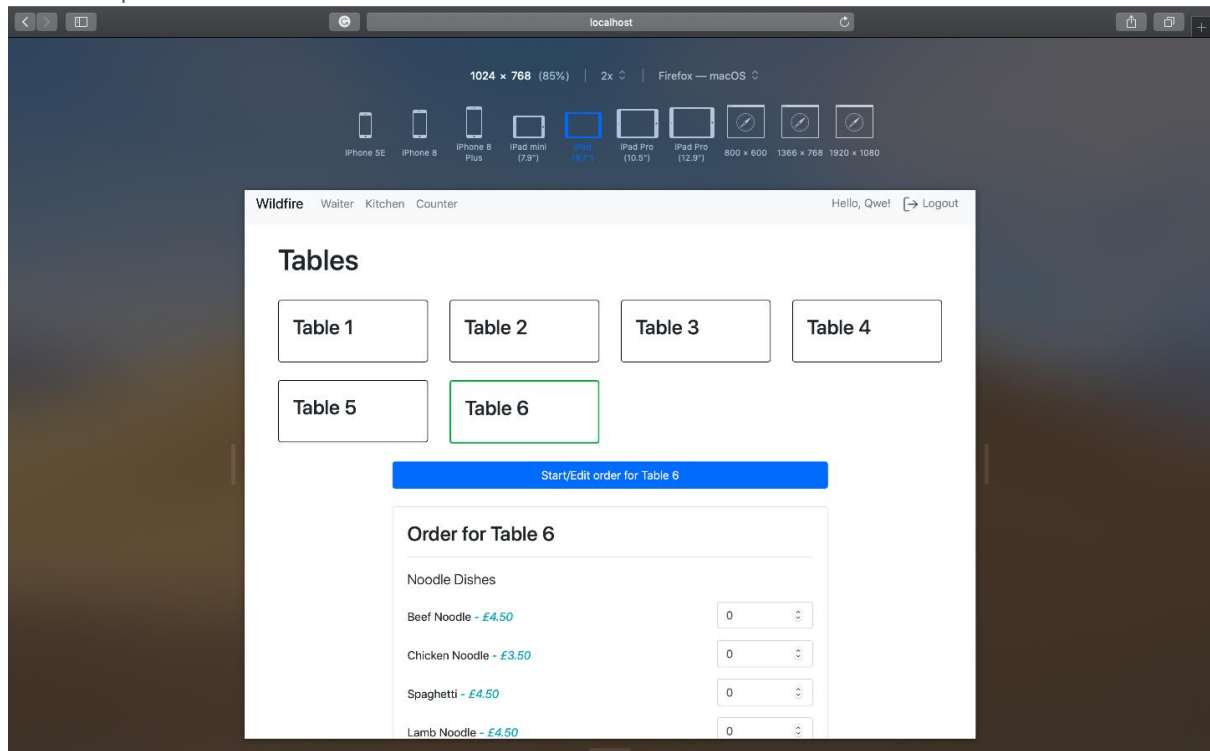 localhost
1024 × 768 (85%) 2x Firefox — macOS
iPhone SE
iPhone 8
iPhone 8 Plus
iPad mini (7.9")
iPad (9.7")
iPad Pro (10.5")
iPad Pro (12.9")
800 × 600
1366 × 768
1920 × 1080
Wildfire Waiter Kitchen Counter Hello, Qwe! Logout
Tables
Table 1 Table 2 Table 3 Table 4
Table 5 Table 6
Start/Edit order for Table 6
Order for Table 6
Noodle Dishes
Beef Noodle - £4.50 0
Chicken Noodle - £3.50 0
Spaghetti - £4.50 0
Lamb Noodle - £4.50 0